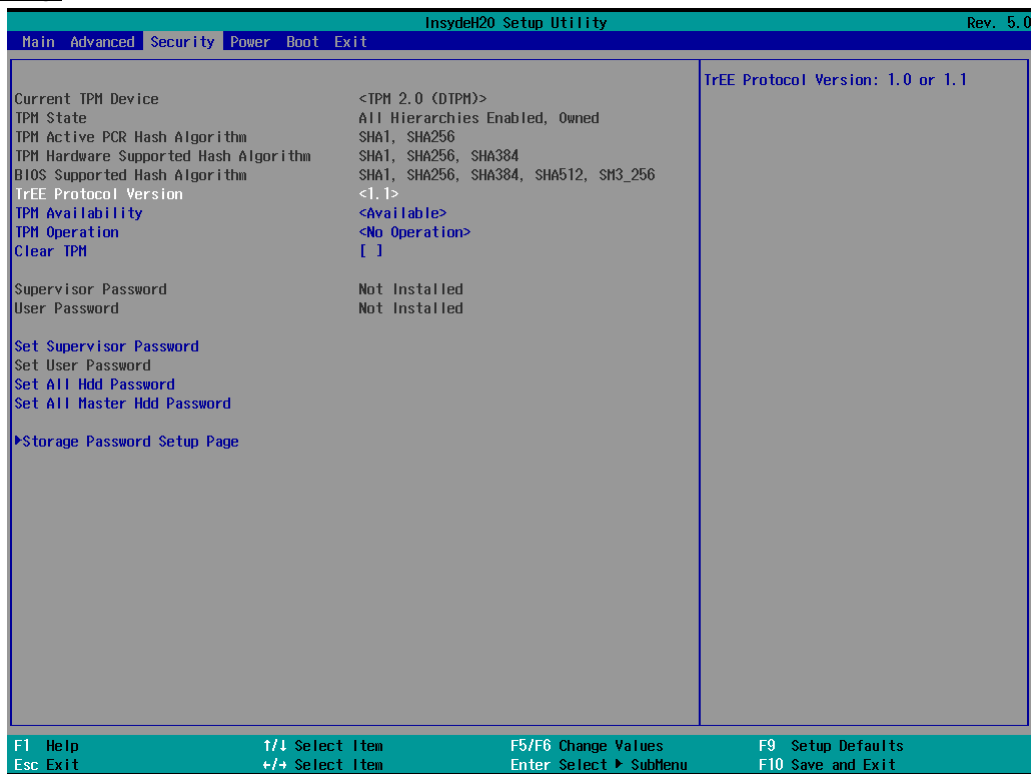 InsydeH20 Setup Utility Rev. 5.0
Main Advanced Security Power Boot Exit
TrEE Protocol Version: 1.0 or 1.1
Current TPM Device <TPM 2.0 (DTPM)>
TPM State All Hierarchies Enabled, Owned
TPM Active PCR Hash Algorithm SHA1, SHA256
TPM Hardware Supported Hash Algorithm SHA1, SHA256, SHA384
BIOS Supported Hash Algorithm SHA1, SHA256, SHA384, SHA512, SM3_256
TrEE Protocol Version <1.1>
TPM Availability <Available>
TPM Operation <No Operation>
Clear TPM [ ]
Supervisor Password Not Installed
User Password Not Installed
Set Supervisor Password
Set User Password
Set All Hdd Password
Set All Master Hdd Password
▶Storage Password Setup Page
F1 Help ↑/↓ Select Item F5/F6 Change Values F9 Setup Defaults
Esc Exit ←/→ Select Item Enter Select ▶ SubMenu F10 Save and Exit